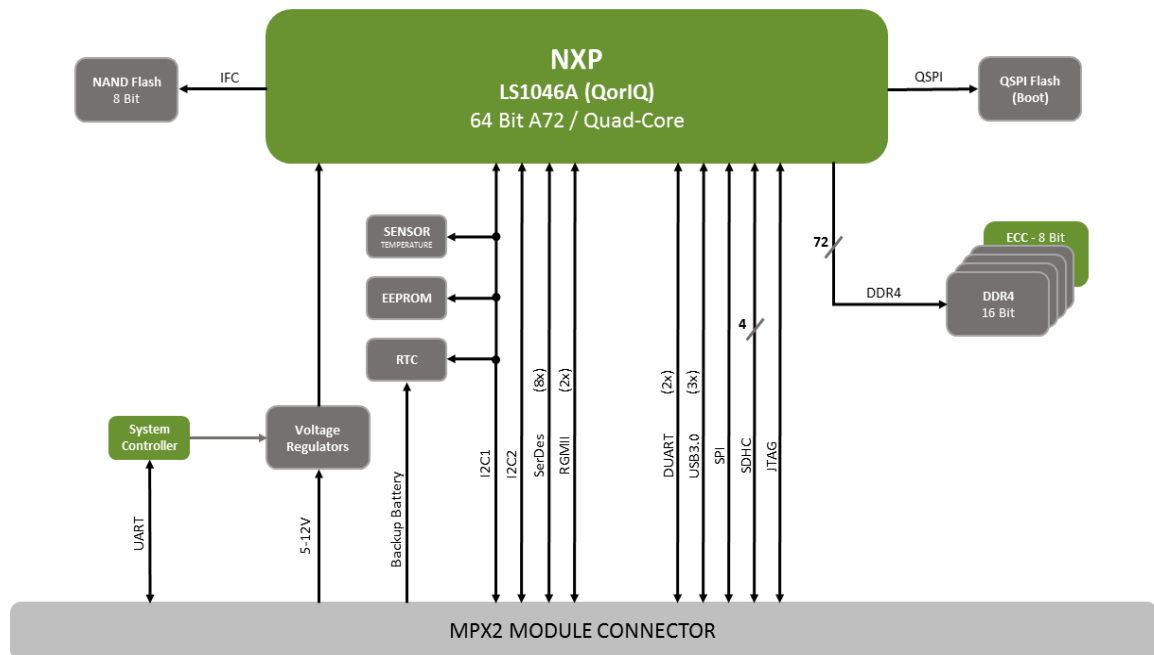 NXP
LS1046A (QorIQ)
64 Bit A72 / Quad-Core
NAND Flash
8 Bit
IFC
QSPI
QSPI Flash
(Boot)
SENSOR
TEMPERATURE
EEPROM
RTC
72
ECC - 8 Bit
DDR4
DDR4
16 Bit
4
System
Controller
Voltage
Regulators
UART
5-12V
Backup Battery
I2C1
I2C2
SerDes (8x)
RGMII (2x)
DUART (2x)
USB3.0 (3x)
SPI
SDHC
JTAG
MPX2 MODULE CONNECTOR